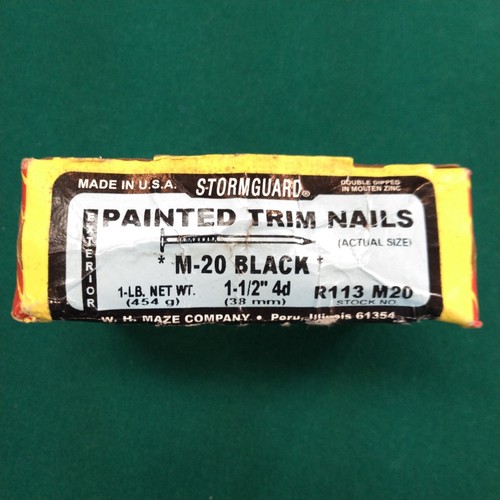 MADE IN U.S.A. STORMGUARD® DOUBLE DIPPED
IN MOLTEN ZINC
EXTERIOR
PAINTED TRIM NAILS
(ACTUAL SIZE)
* M-20 BLACK *
1-LB. NET WT. 1-1/2" 4d R113 M20
(454 g) (38 mm) STOCK NO.
W. H. MAZE COMPANY • Peru, Illinois 61354